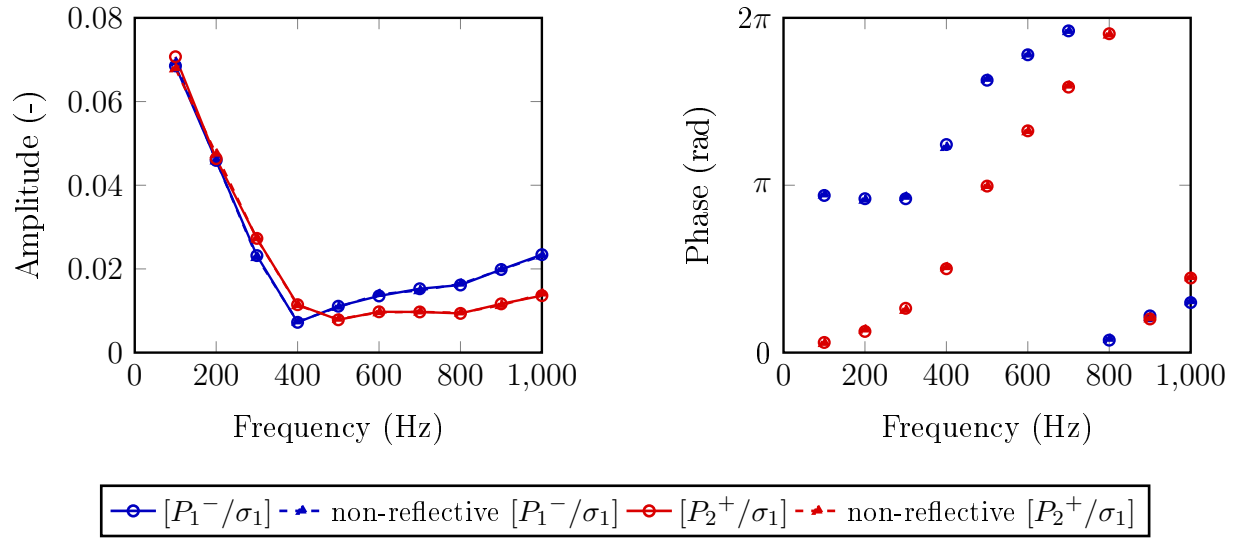 0.08
0.06
0.04
0.02
0
0 200 400 600 800 1,000
Frequency (Hz)
Amplitude (-)
2π
π
0
0 200 400 600 800 1,000
Frequency (Hz)
Phase (rad)
[P₁⁻/σ₁] non-reflective [P₁⁻/σ₁] [P₂⁺/σ₁] non-reflective [P₂⁺/σ₁]